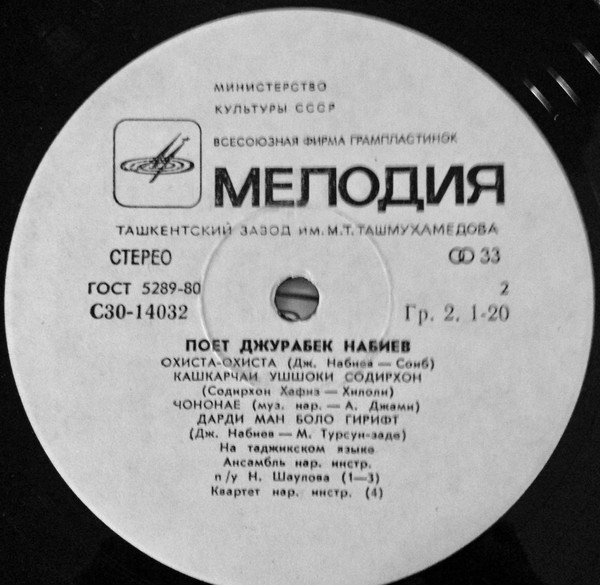 МИНИСТЕРСТВО
КУЛЬТУРЫ СССР
ВСЕСОЮЗНАЯ ФИРМА ГРАМПЛАСТИНОК
МЕЛОДИЯ
ТАШКЕНТСКИЙ ЗАВОД ИМ. М.Т. ТАШМУХАМЕДОВА
СТЕРЕО 33
ГОСТ 5289-80 2
С30-14032 Гр. 2. 1-20
ПОЕТ ДЖУРАБЕК НАБИЕВ
ОХИСТА-ОХИСТА (Дж. Набиев — Соиб)
КАШКАРЧАИ УШШОКИ СОДИРХОН
(Содирхон Хафиз — Хилоли)
ЧОНОНАЕ (муз. нар. — А. Джами)
ДАРДИ МАН БОЛО ГИРИФТ
(Дж. Набиев — М. Турсун-заде)
На таджикском языке
Ансамбль нар. инстр.
п/у Н. Шаулова (1—3)
Квартет нар. инстр. (4)